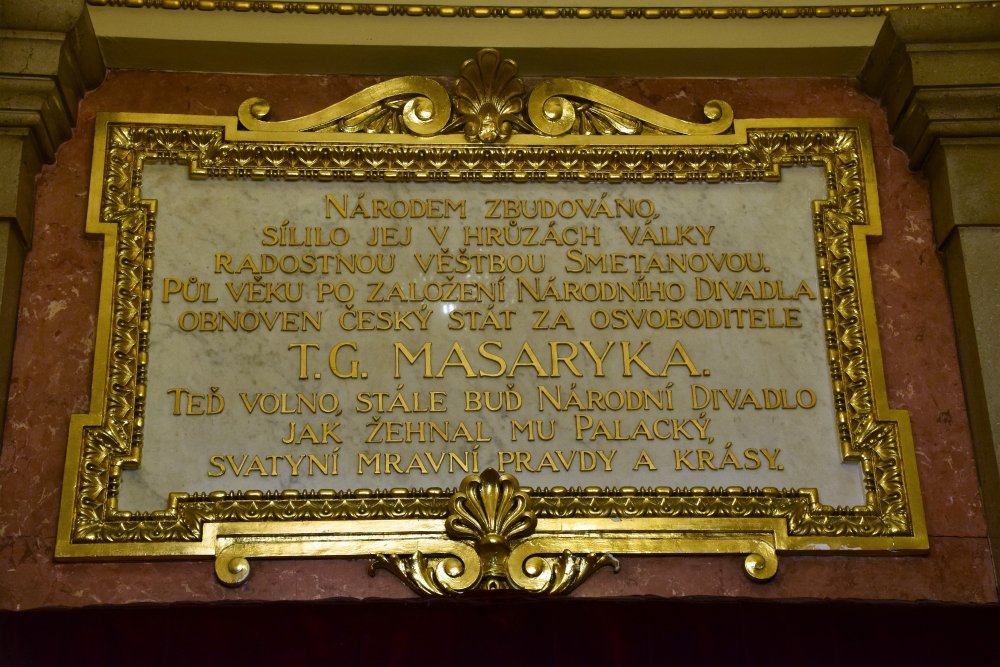 NÁRODEM ZBUDOVÁNO,
SÍLILO JEJ V HRŮZÁCH VÁLKY
RADOSTNOU VĚŠTBOU SMETANOVOU.
PŮL VĚKU PO ZALOŽENÍ NÁRODNÍHO DIVADLA
OBNOVEN ČESKÝ STÁT ZA OSVOBODITELE
T.G. MASARYKA.
TEĎ VOLNO, STÁLE BUĎ NÁRODNÍ DIVADLO
JAK ŽEHNAL MU PALACKÝ,
SVATYNÍ MRAVNÍ PRAVDY A KRÁSY.